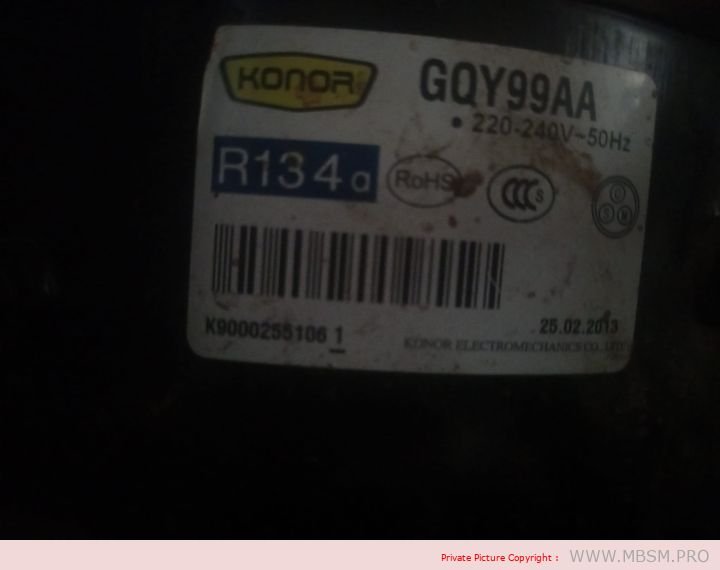 KONOR
GQY99AA
• 220-240V~50Hz
R134a
RoHS
CCC S
Q S M
K9000255106 1
25.02.2013
KONOR ELECTROMECHANICS CO., LTD
Private Picture Copyright :
WWW.MBSM.PRO